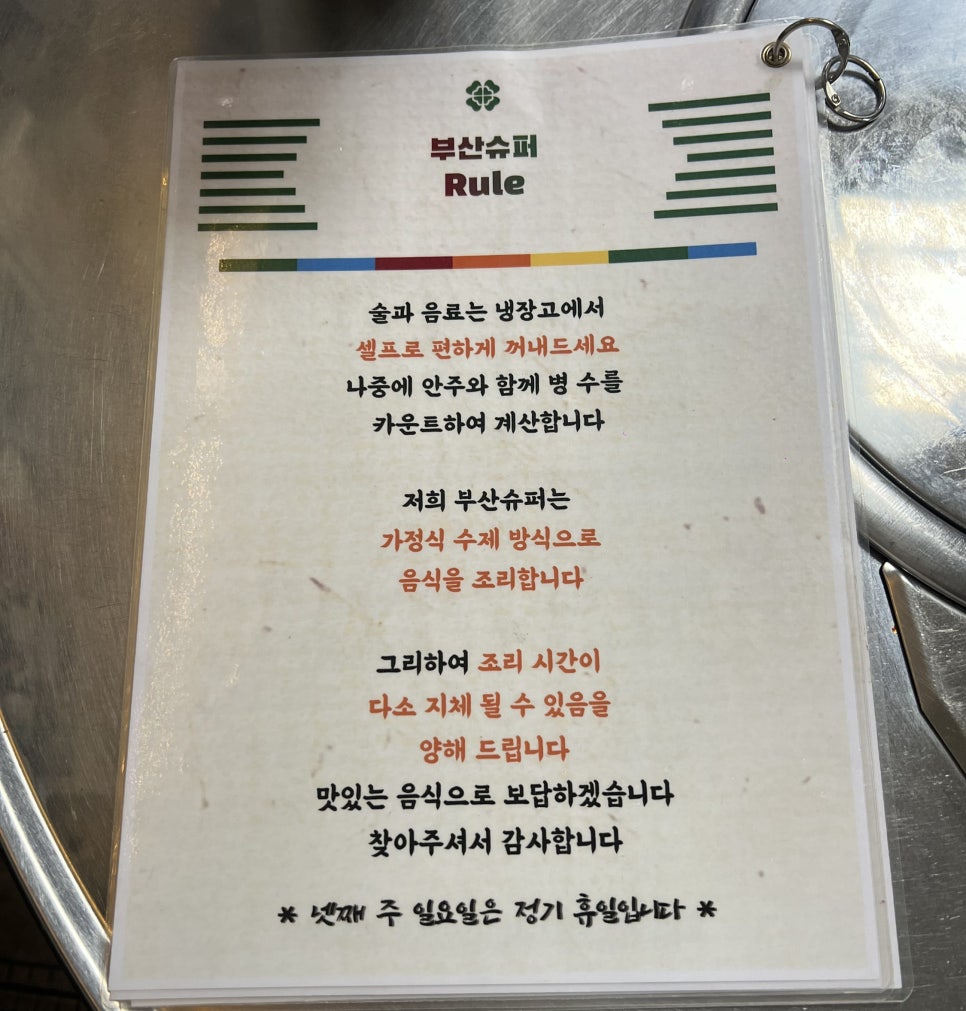 부산슈퍼
Rule
술과 음료는 냉장고에서
셀프로 편하게 꺼내드세요
나중에 안주와 함께 병 수를
카운트하여 계산합니다
저희 부산슈퍼는
가정식 수제 방식으로
음식을 조리합니다
그리하여 조리 시간이
다소 지체 될 수 있음을
양해 드립니다
맛있는 음식으로 보답하겠습니다
찾아주셔서 감사합니다
* 넷째 주 일요일은 정기 휴일입니다 *